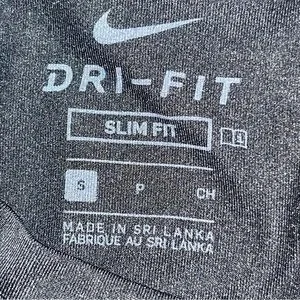 DRI-FIT
SLIM FIT
S P CH
MADE IN SRI LANKA
FABRIQUE AU SRI LANKA